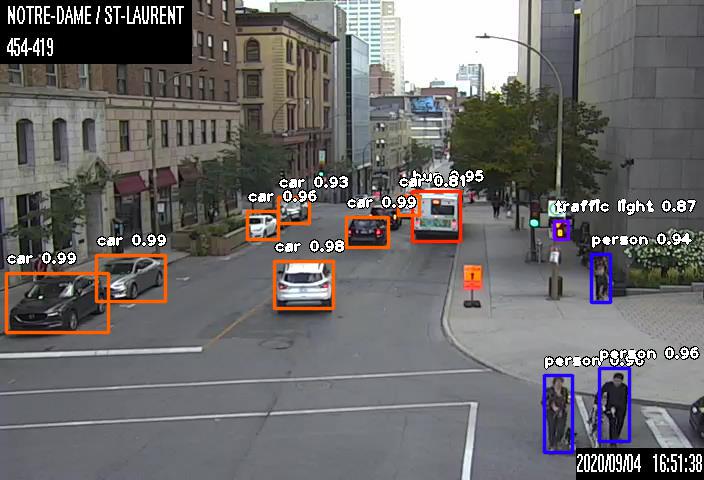 NOTRE-DAME / ST-LAURENT
454-419
car 0.93
car 0.81
car 0.96
car 0.99
traffic light 0.87
car 0.99
car 0.99
car 0.98
person 0.94
person
person 0.96
2020/09/04 16:51:38